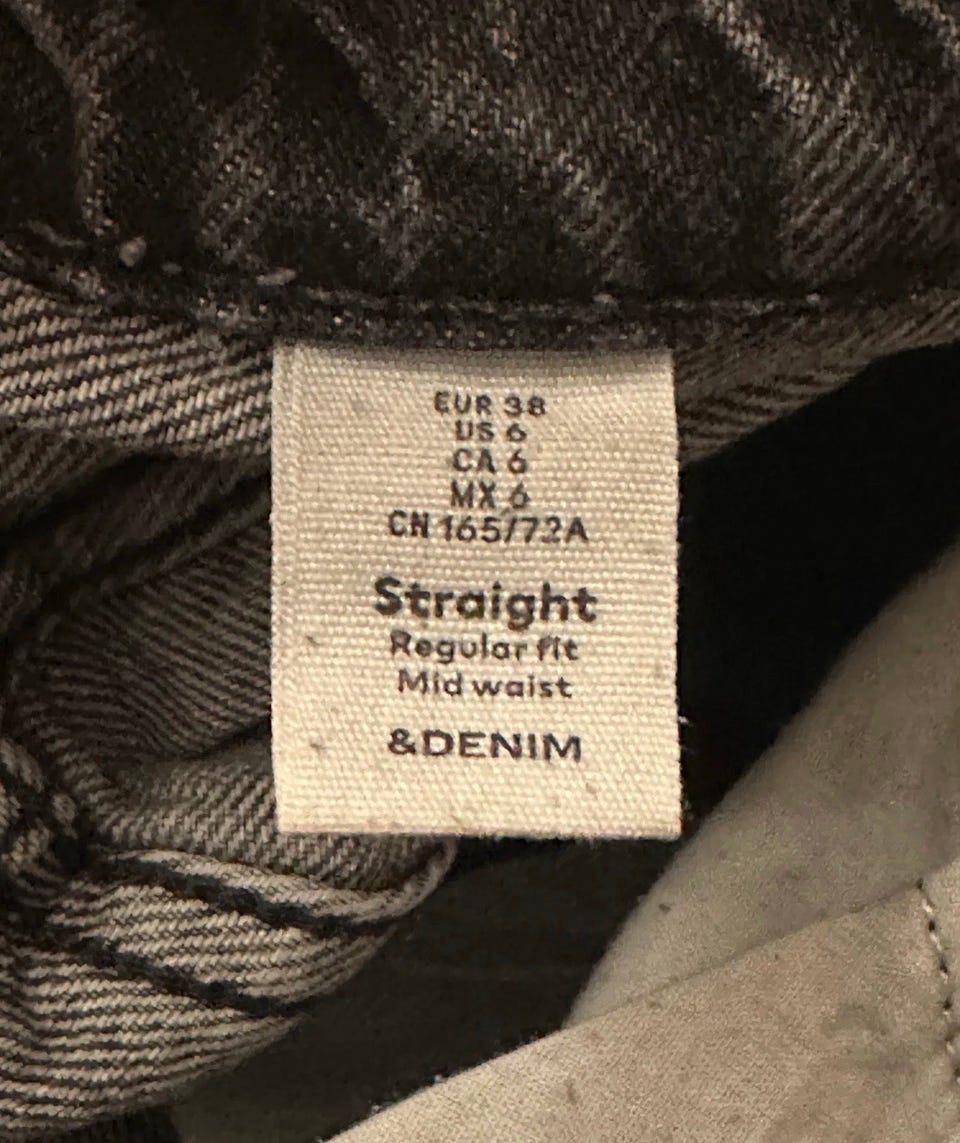 EUR 38
US 6
CA 6
MX 6
CN 165/72A
Straight
Regular fit
Mid waist
&DENIM